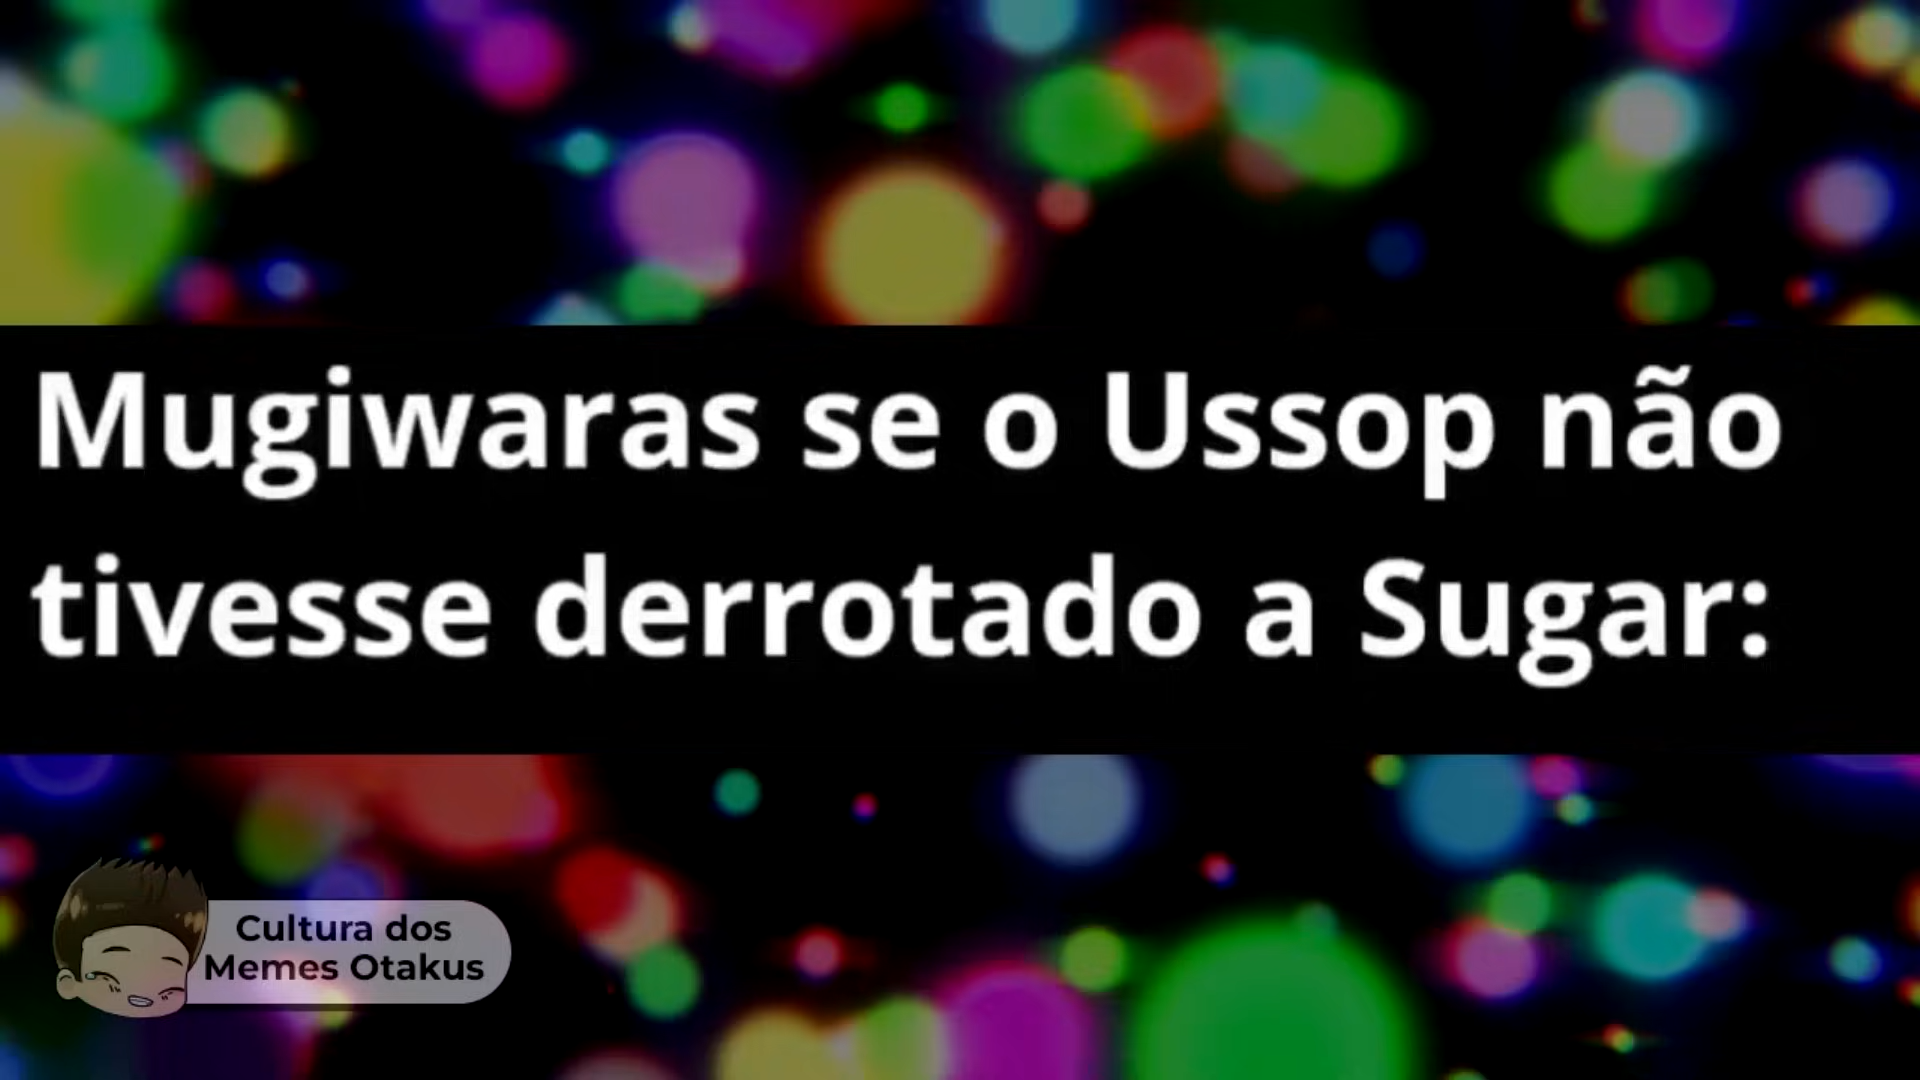 Mugiwaras se o Ussop não
tivesse derrotado a Sugar:
Cultura dos
Memes Otakus